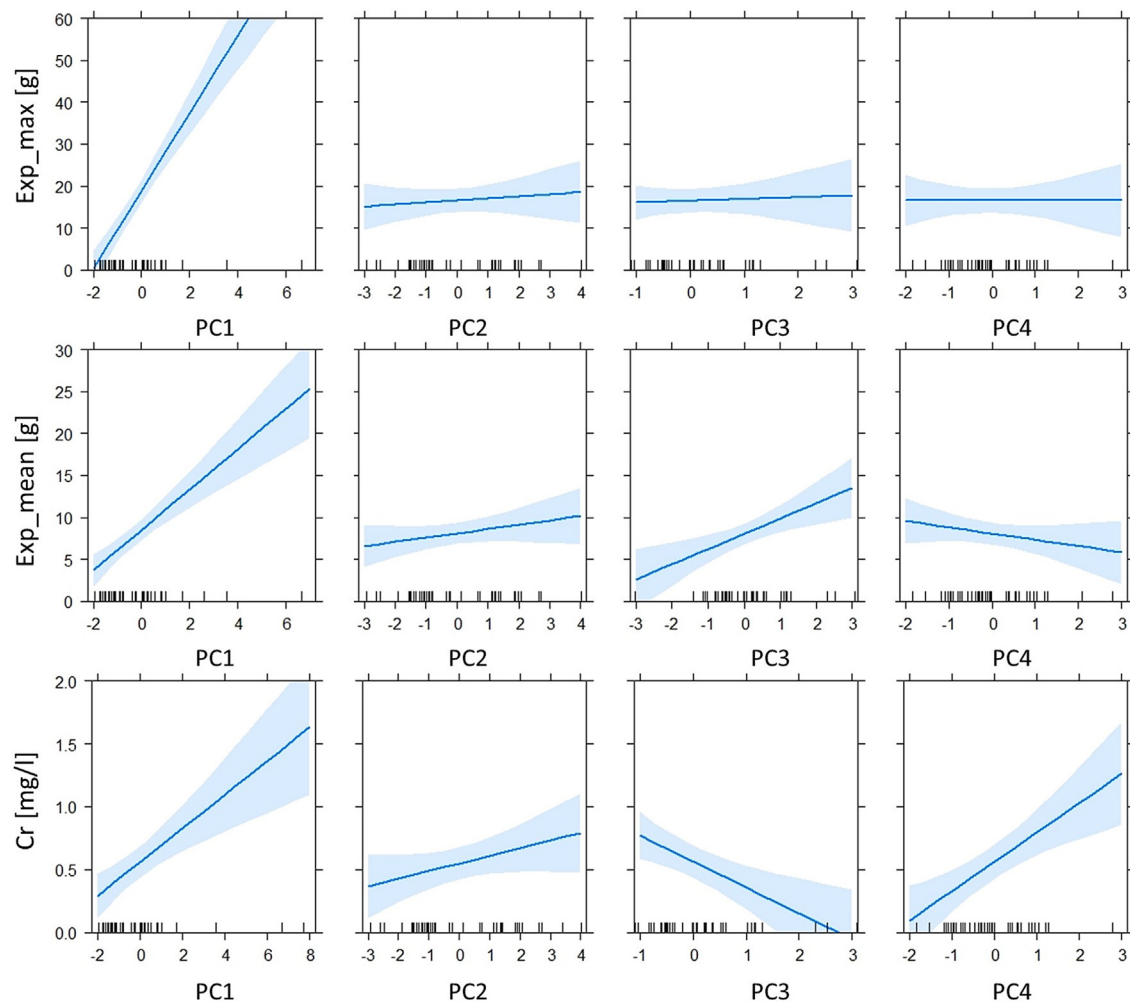 Exp_max [g]
60
50
40
30
20
10
0
-2 0 2 4 6
-3 -2 -1 0 1 2 3 4
-1 0 1 2 3
-2 -1 0 1 2 3
PC1 PC2 PC3 PC4
Exp_mean [g]
30
25
20
15
10
5
0
-2 0 2 4 6
-3 -2 -1 0 1 2 3 4
-3 -2 -1 0 1 2 3
-2 -1 0 1 2 3
PC1 PC2 PC3 PC4
Cr [mg/l]
2.0
1.5
1.0
0.5
0.0
-2 0 2 4 6 8
-3 -2 -1 0 1 2 3 4
-1 0 1 2 3
-2 -1 0 1 2 3
PC1 PC2 PC3 PC4